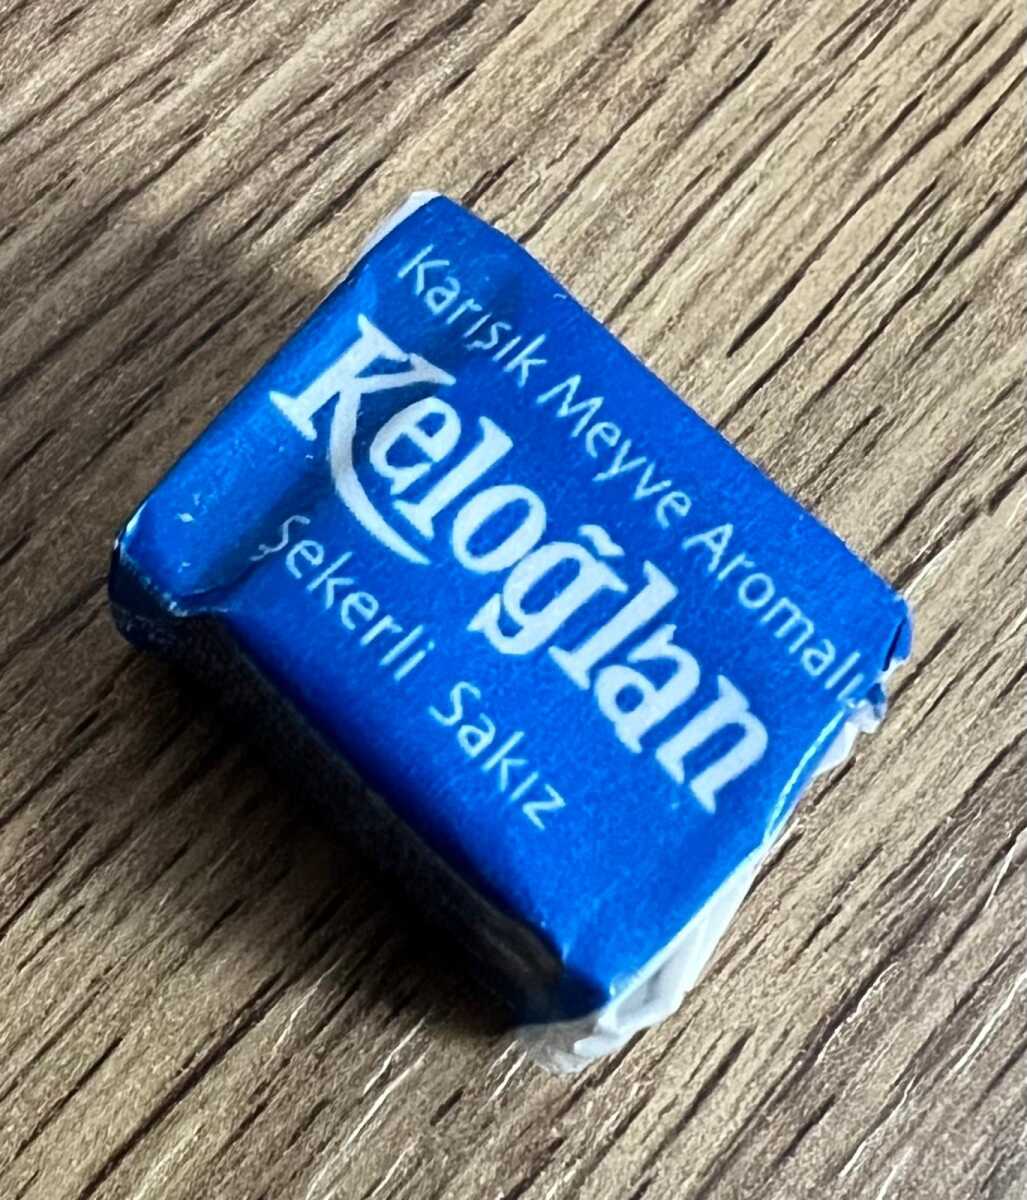 Karışık Meyve Aromalı
Keloğlan
Şekerli Sakız